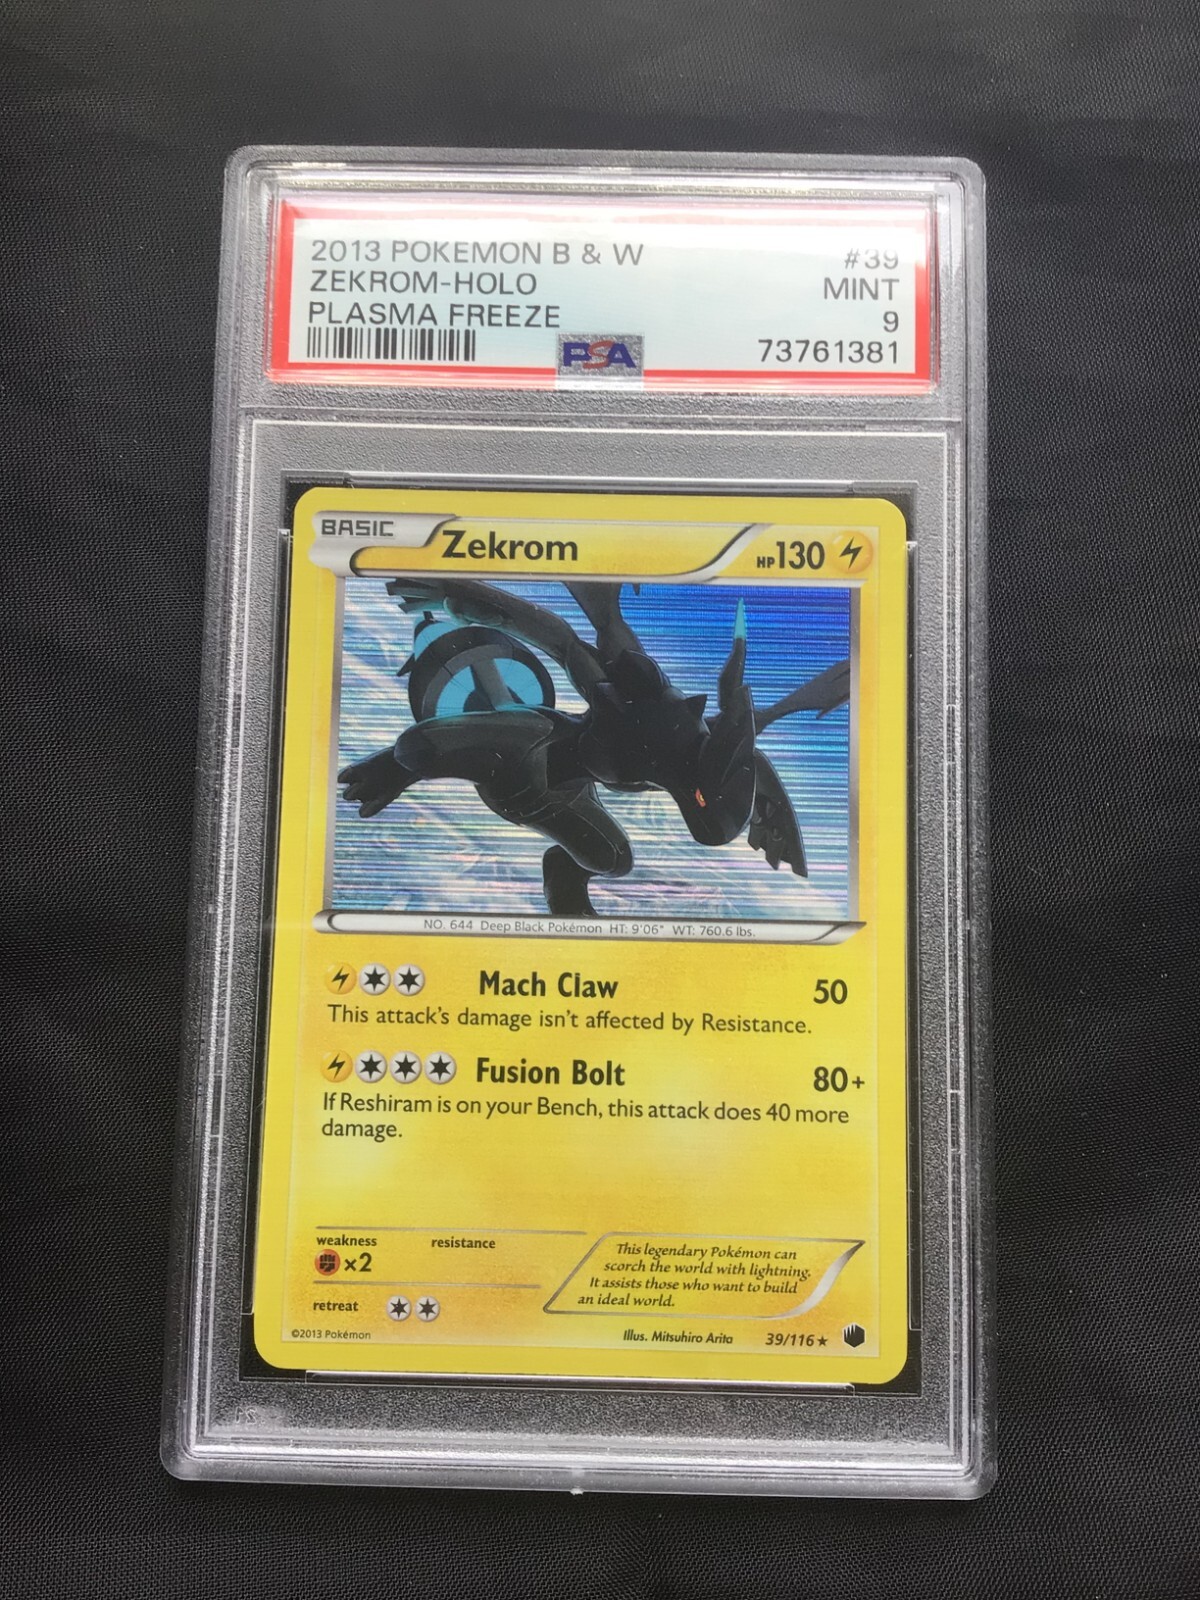 2013 POKEMON B & W #39
ZEKROM-HOLO MINT
PLASMA FREEZE 9
PSA 73761381
BASIC Zekrom HP130
NO. 644 Deep Black Pokémon HT: 9'06" WT: 760.6 lbs.
Mach Claw 50
This attack's damage isn't affected by Resistance.
Fusion Bolt 80+
If Reshiram is on your Bench, this attack does 40 more
damage.
weakness resistance
×2
retreat
This legendary Pokémon can
scorch the world with lightning.
It assists those who want to build
an ideal world.
©2013 Pokémon Illus. Mitsuhiro Arita 39/116★